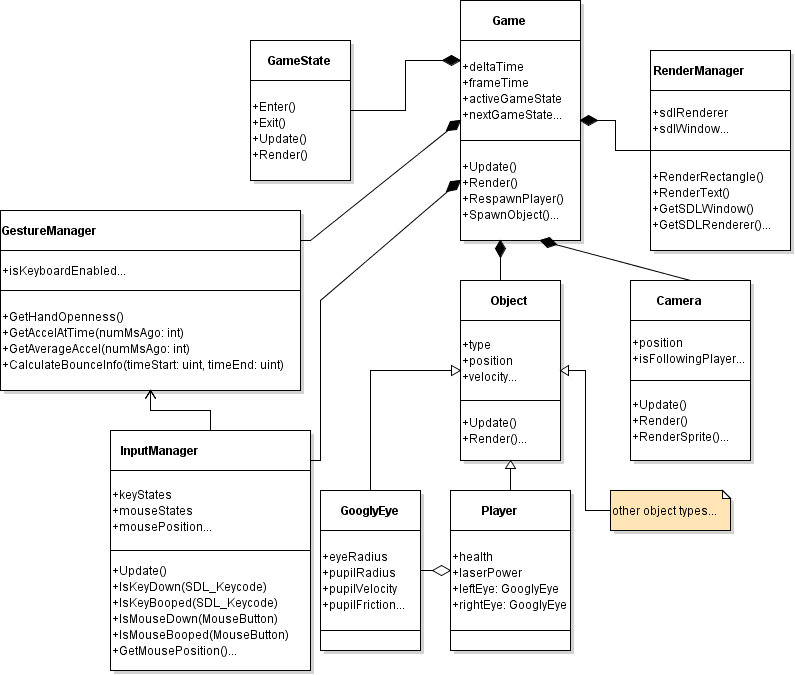 Game
+deltaTime
+frameTime
+activeGameState
+nextGameState...
+Update()
+Render()
+RespawnPlayer()
+SpawnObject()...
GameState
+Enter()
+Exit()
+Update()
+Render()
RenderManager
+sdlRenderer
+sdlWindow...
+RenderRectangle()
+RenderText()
+GetSDLWindow()
+GetSDLRenderer()...
GestureManager
+isKeyboardEnabled...
+GetHandOpenness()
+GetAccelAtTime(numMsAgo: int)
+GetAverageAccel(numMsAgo: int)
+CalculateBounceInfo(timeStart: uint, timeEnd: uint)
Object
+type
+position
+velocity...
+Update()
+Render()...
Camera
+position
+isFollowingPlayer...
+Update()
+Render()
+RenderSprite()...
InputManager
+keyStates
+mouseStates
+mousePosition...
+Update()
+IsKeyDown(SDL_Keycode)
+IsKeyBooped(SDL_Keycode)
+IsMouseDown(MouseButton)
+IsMouseBooped(MouseButton)
+GetMousePosition()...
GooglyEye
+eyeRadius
+pupilRadius
+pupilVelocity
+pupilFriction...
Player
+health
+laserPower
+leftEye: GooglyEye
+rightEye: GooglyEye
other object types...